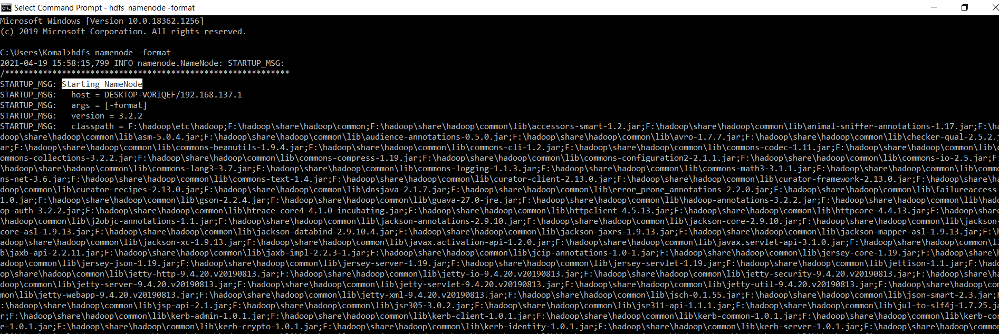 Select Command Prompt - hdfs  namenode -format
Microsoft Windows [Version 10.0.18362.1256]
(c) 2019 Microsoft Corporation. All rights reserved.
C:\Users\Komal>hdfs namenode -format
2021-04-19 15:58:15,799 INFO namenode.NameNode: STARTUP_MSG:
/************************************************************
STARTUP_MSG: Starting NameNode
STARTUP_MSG:   host = DESKTOP-VORIQEF/192.168.137.1
STARTUP_MSG:   args = [-format]
STARTUP_MSG:   version = 3.2.2
STARTUP_MSG:   classpath = F:\hadoop\etc\hadoop;F:\hadoop\share\hadoop\common;F:\hadoop\share\hadoop\common\lib\accessors-smart-1.2.jar;F:\hadoop\share\hadoop\common\lib\animal-sniffer-annotations-1.17.jar;F:\ha
doop\share\hadoop\common\lib\asm-5.0.4.jar;F:\hadoop\share\hadoop\common\lib\audience-annotations-0.5.0.jar;F:\hadoop\share\hadoop\common\lib\avro-1.7.7.jar;F:\hadoop\share\hadoop\common\lib\checker-qual-2.5.2.j
ar;F:\hadoop\share\hadoop\common\lib\commons-beanutils-1.9.4.jar;F:\hadoop\share\hadoop\common\lib\commons-cli-1.2.jar;F:\hadoop\share\hadoop\common\lib\commons-codec-1.11.jar;F:\hadoop\share\hadoop\common\lib\c
ommons-collections-3.2.2.jar;F:\hadoop\share\hadoop\common\lib\commons-compress-1.19.jar;F:\hadoop\share\hadoop\common\lib\commons-configuration2-2.1.1.jar;F:\hadoop\share\hadoop\common\lib\commons-io-2.5.jar;F:
\hadoop\share\hadoop\common\lib\commons-lang3-3.7.jar;F:\hadoop\share\hadoop\common\lib\commons-logging-1.1.3.jar;F:\hadoop\share\hadoop\common\lib\commons-math3-3.1.1.jar;F:\hadoop\share\hadoop\common\lib\commo
ns-net-3.6.jar;F:\hadoop\share\hadoop\common\lib\commons-text-1.4.jar;F:\hadoop\share\hadoop\common\lib\curator-client-2.13.0.jar;F:\hadoop\share\hadoop\common\lib\curator-framework-2.13.0.jar;F:\hadoop\share\ha
doop\common\lib\curator-recipes-2.13.0.jar;F:\hadoop\share\hadoop\common\lib\dnsjava-2.1.7.jar;F:\hadoop\share\hadoop\common\lib\error_prone_annotations-2.2.0.jar;F:\hadoop\share\hadoop\common\lib\failureaccess-
1.0.jar;F:\hadoop\share\hadoop\common\lib\gson-2.2.4.jar;F:\hadoop\share\hadoop\common\lib\guava-27.0-jre.jar;F:\hadoop\share\hadoop\common\lib\hadoop-annotations-3.2.2.jar;F:\hadoop\share\hadoop\common\lib\hado
op-auth-3.2.2.jar;F:\hadoop\share\hadoop\common\lib\htrace-core4-4.1.0-incubating.jar;F:\hadoop\share\hadoop\common\lib\httpclient-4.5.13.jar;F:\hadoop\share\hadoop\common\lib\httpcore-4.4.13.jar;F:\hadoop\share
\hadoop\common\lib\j2objc-annotations-1.1.jar;F:\hadoop\share\hadoop\common\lib\jackson-annotations-2.9.10.jar;F:\hadoop\share\hadoop\common\lib\jackson-core-2.9.10.jar;F:\hadoop\share\hadoop\common\lib\jackson-
core-asl-1.9.13.jar;F:\hadoop\share\hadoop\common\lib\jackson-databind-2.9.10.4.jar;F:\hadoop\share\hadoop\common\lib\jackson-jaxrs-1.9.13.jar;F:\hadoop\share\hadoop\common\lib\jackson-mapper-asl-1.9.13.jar;F:\h
adoop\share\hadoop\common\lib\jackson-xc-1.9.13.jar;F:\hadoop\share\hadoop\common\lib\javax.activation-api-1.2.0.jar;F:\hadoop\share\hadoop\common\lib\javax.servlet-api-3.1.0.jar;F:\hadoop\share\hadoop\common\li
b\jaxb-api-2.2.11.jar;F:\hadoop\share\hadoop\common\lib\jaxb-impl-2.2.3-1.jar;F:\hadoop\share\hadoop\common\lib\jcip-annotations-1.0-1.jar;F:\hadoop\share\hadoop\common\lib\jersey-core-1.19.jar;F:\hadoop\share\h
adoop\common\lib\jersey-json-1.19.jar;F:\hadoop\share\hadoop\common\lib\jersey-server-1.19.jar;F:\hadoop\share\hadoop\common\lib\jersey-servlet-1.19.jar;F:\hadoop\share\hadoop\common\lib\jettison-1.1.jar;F:\hado
op\share\hadoop\common\lib\jetty-http-9.4.20.v20190813.jar;F:\hadoop\share\hadoop\common\lib\jetty-io-9.4.20.v20190813.jar;F:\hadoop\share\hadoop\common\lib\jetty-security-9.4.20.v20190813.jar;F:\hadoop\share\ha
doop\common\lib\jetty-server-9.4.20.v20190813.jar;F:\hadoop\share\hadoop\common\lib\jetty-servlet-9.4.20.v20190813.jar;F:\hadoop\share\hadoop\common\lib\jetty-util-9.4.20.v20190813.jar;F:\hadoop\share\hadoop\com
mon\lib\jetty-webapp-9.4.20.v20190813.jar;F:\hadoop\share\hadoop\common\lib\jetty-xml-9.4.20.v20190813.jar;F:\hadoop\share\hadoop\common\lib\jsch-0.1.55.jar;F:\hadoop\share\hadoop\common\lib\json-smart-2.3.jar;F
:\hadoop\share\hadoop\common\lib\jsp-api-2.1.jar;F:\hadoop\share\hadoop\common\lib\jsr305-3.0.2.jar;F:\hadoop\share\hadoop\common\lib\jsr311-api-1.1.1.jar;F:\hadoop\share\hadoop\common\lib\jul-to-slf4j-1.7.25.ja
r;F:\hadoop\share\hadoop\common\lib\kerb-admin-1.0.1.jar;F:\hadoop\share\hadoop\common\lib\kerb-client-1.0.1.jar;F:\hadoop\share\hadoop\common\lib\kerb-common-1.0.1.jar;F:\hadoop\share\hadoop\common\lib\kerb-cor
e-1.0.1.jar;F:\hadoop\share\hadoop\common\lib\kerb-crypto-1.0.1.jar;F:\hadoop\share\hadoop\common\lib\kerb-identity-1.0.1.jar;F:\hadoop\share\hadoop\common\lib\kerb-server-1.0.1.jar;F:\hadoop\share\hadoop\common